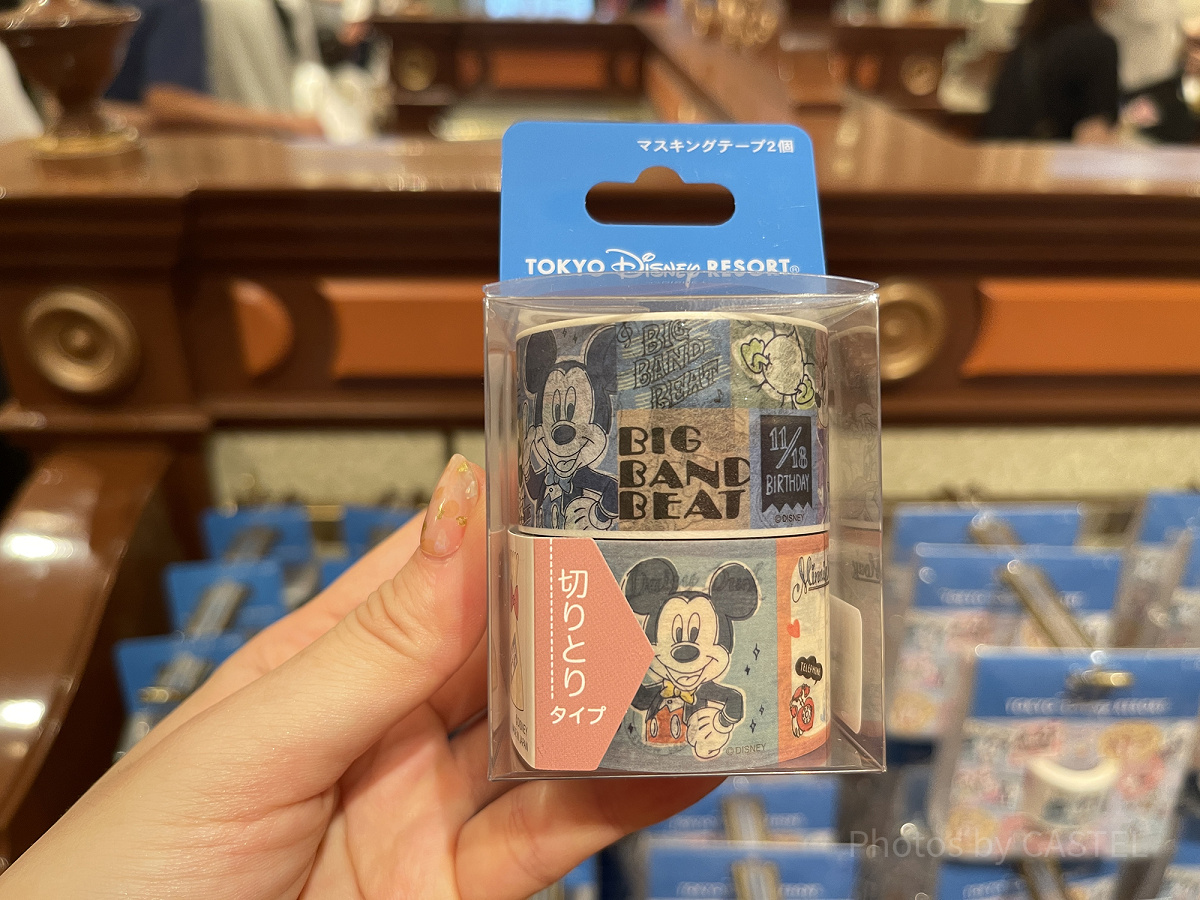 マスキングテープ2個
TOKYO Disney RESORT®
BIG
BAND
BEAT
BIG
BAND
BEAT
11/18
BIRTHDAY
©DISNEY
切りとり
タイプ
TELEPHONE
©DISNEY
Photos by CASTEL